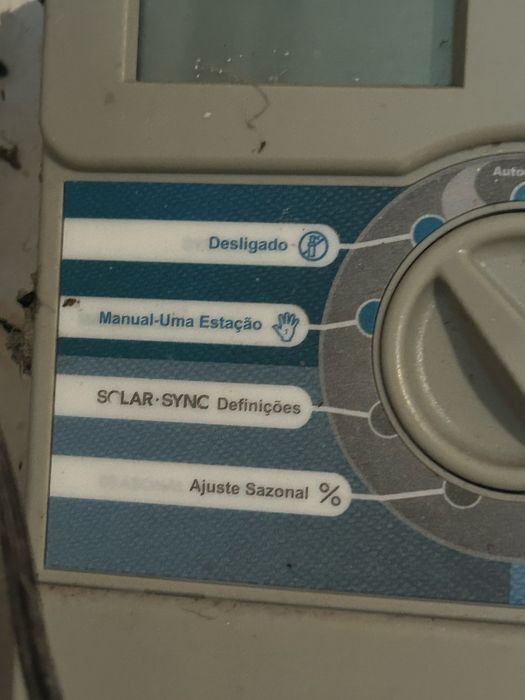 Auto
Desligado
Manual-Uma Estação
SOLAR·SYNC Definições
Ajuste Sazonal %